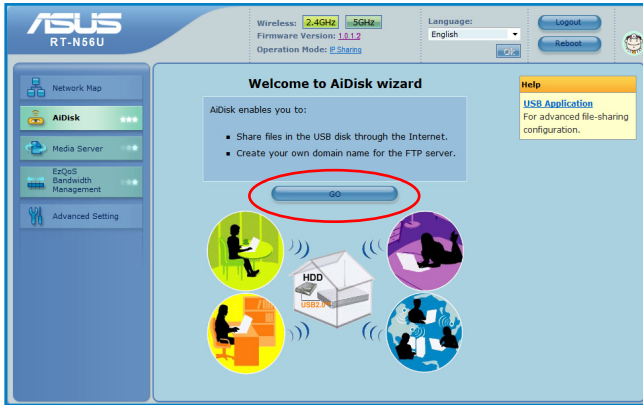 ASUS
RT-N56U
Wireless: 2.4GHz 5GHz
Firmware Version: 1.0.1.2
Operation Mode: IP Sharing
Language:
English
Ok
Logout
Reboot
Network Map
AiDisk
Media Server
EzQoS
Bandwidth
Management
Advanced Setting
Welcome to AiDisk wizard
AiDisk enables you to:
Share files in the USB disk through the Internet.
Create your own domain name for the FTP server.
GO
HDD
USB2.0
Help
USB Application
For advanced file-sharing
configuration.